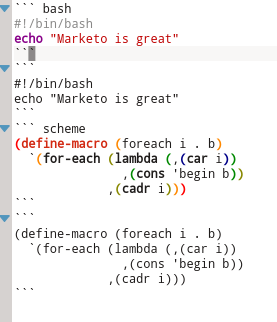 ``` bash
#!/bin/bash
echo "Marketo is great"
```
```
#!/bin/bash
echo "Marketo is great"
```
``` scheme
(define-macro (foreach i . b)
  `(for-each (lambda (,(car i))
              ,(cons 'begin b))
            ,(cadr i)))
```
```
(define-macro (foreach i . b)
  `(for-each (lambda (,(car i))
              ,(cons 'begin b))
            ,(cadr i)))
```